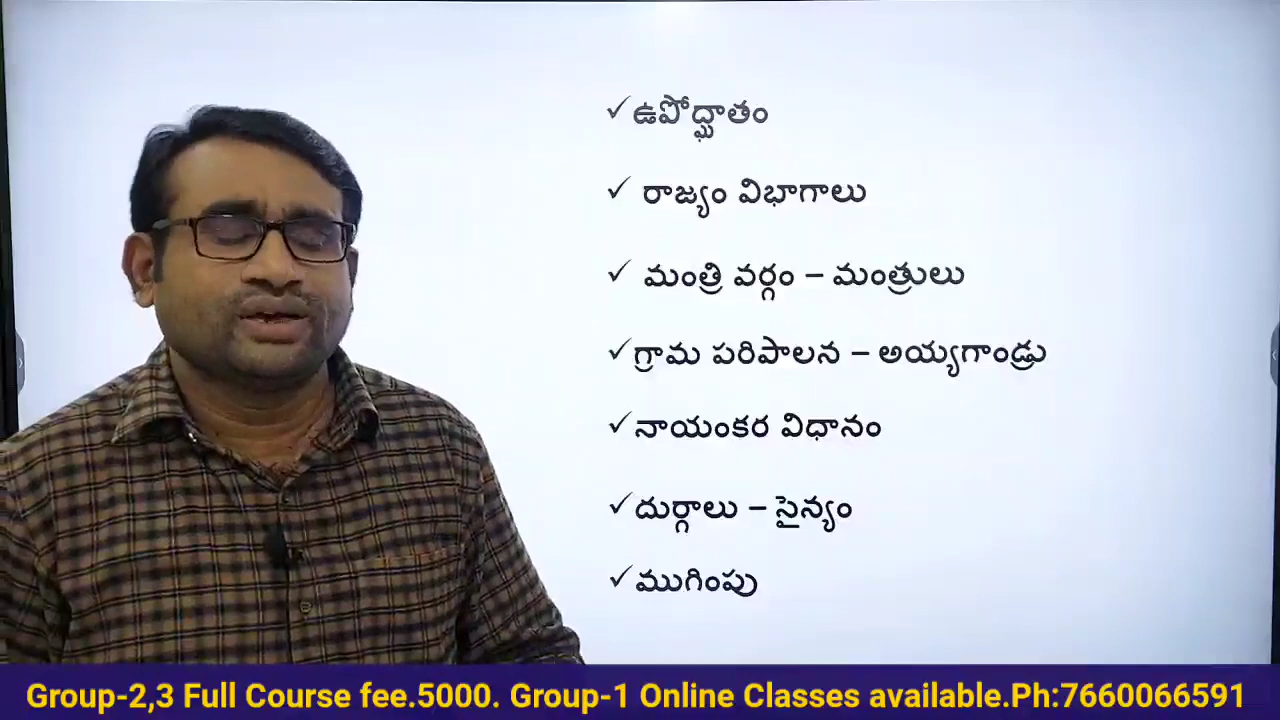 ✓ఉపోద్ఘాతం
✓ రాజ్యం విభాగాలు
✓ మంత్రి వర్గం – మంత్రులు
✓గ్రామ పరిపాలన – అయ్యగాండ్రు
✓నాయంకర విధానం
✓దుర్గాలు – సైన్యం
✓ముగింపు
Group-2,3 Full Course fee.5000. Group-1 Online Classes available.Ph:7660066591